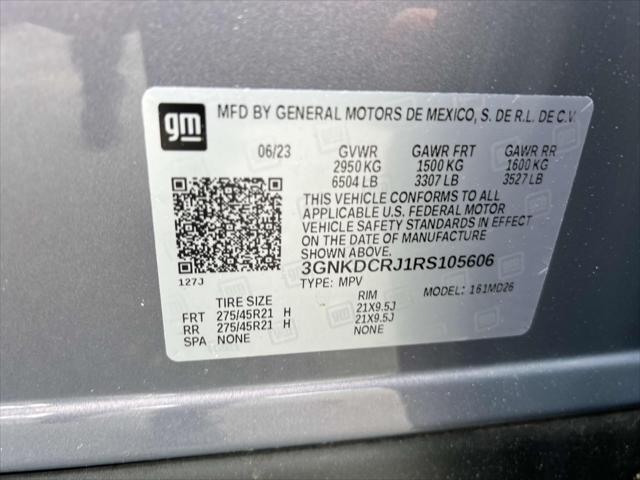 gm
MFD BY GENERAL MOTORS DE MEXICO, S. DE R.L. DE C.V.
06/23 GVWR GAWR FRT GAWR RR
2950 KG 1500 KG 1600 KG
6504 LB 3307 LB 3527 LB
THIS VEHICLE CONFORMS TO ALL
APPLICABLE U.S. FEDERAL MOTOR
VEHICLE SAFETY STANDARDS IN EFFECT
ON THE DATE OF MANUFACTURE
SHOWN ABOVE.
3GNKDCRJ1RS105606
127J
TYPE: MPV MODEL: 161MD26
TIRE SIZE RIM
FRT 275/45R21 H 21X9.5J
RR 275/45R21 H 21X9.5J
SPA NONE NONE